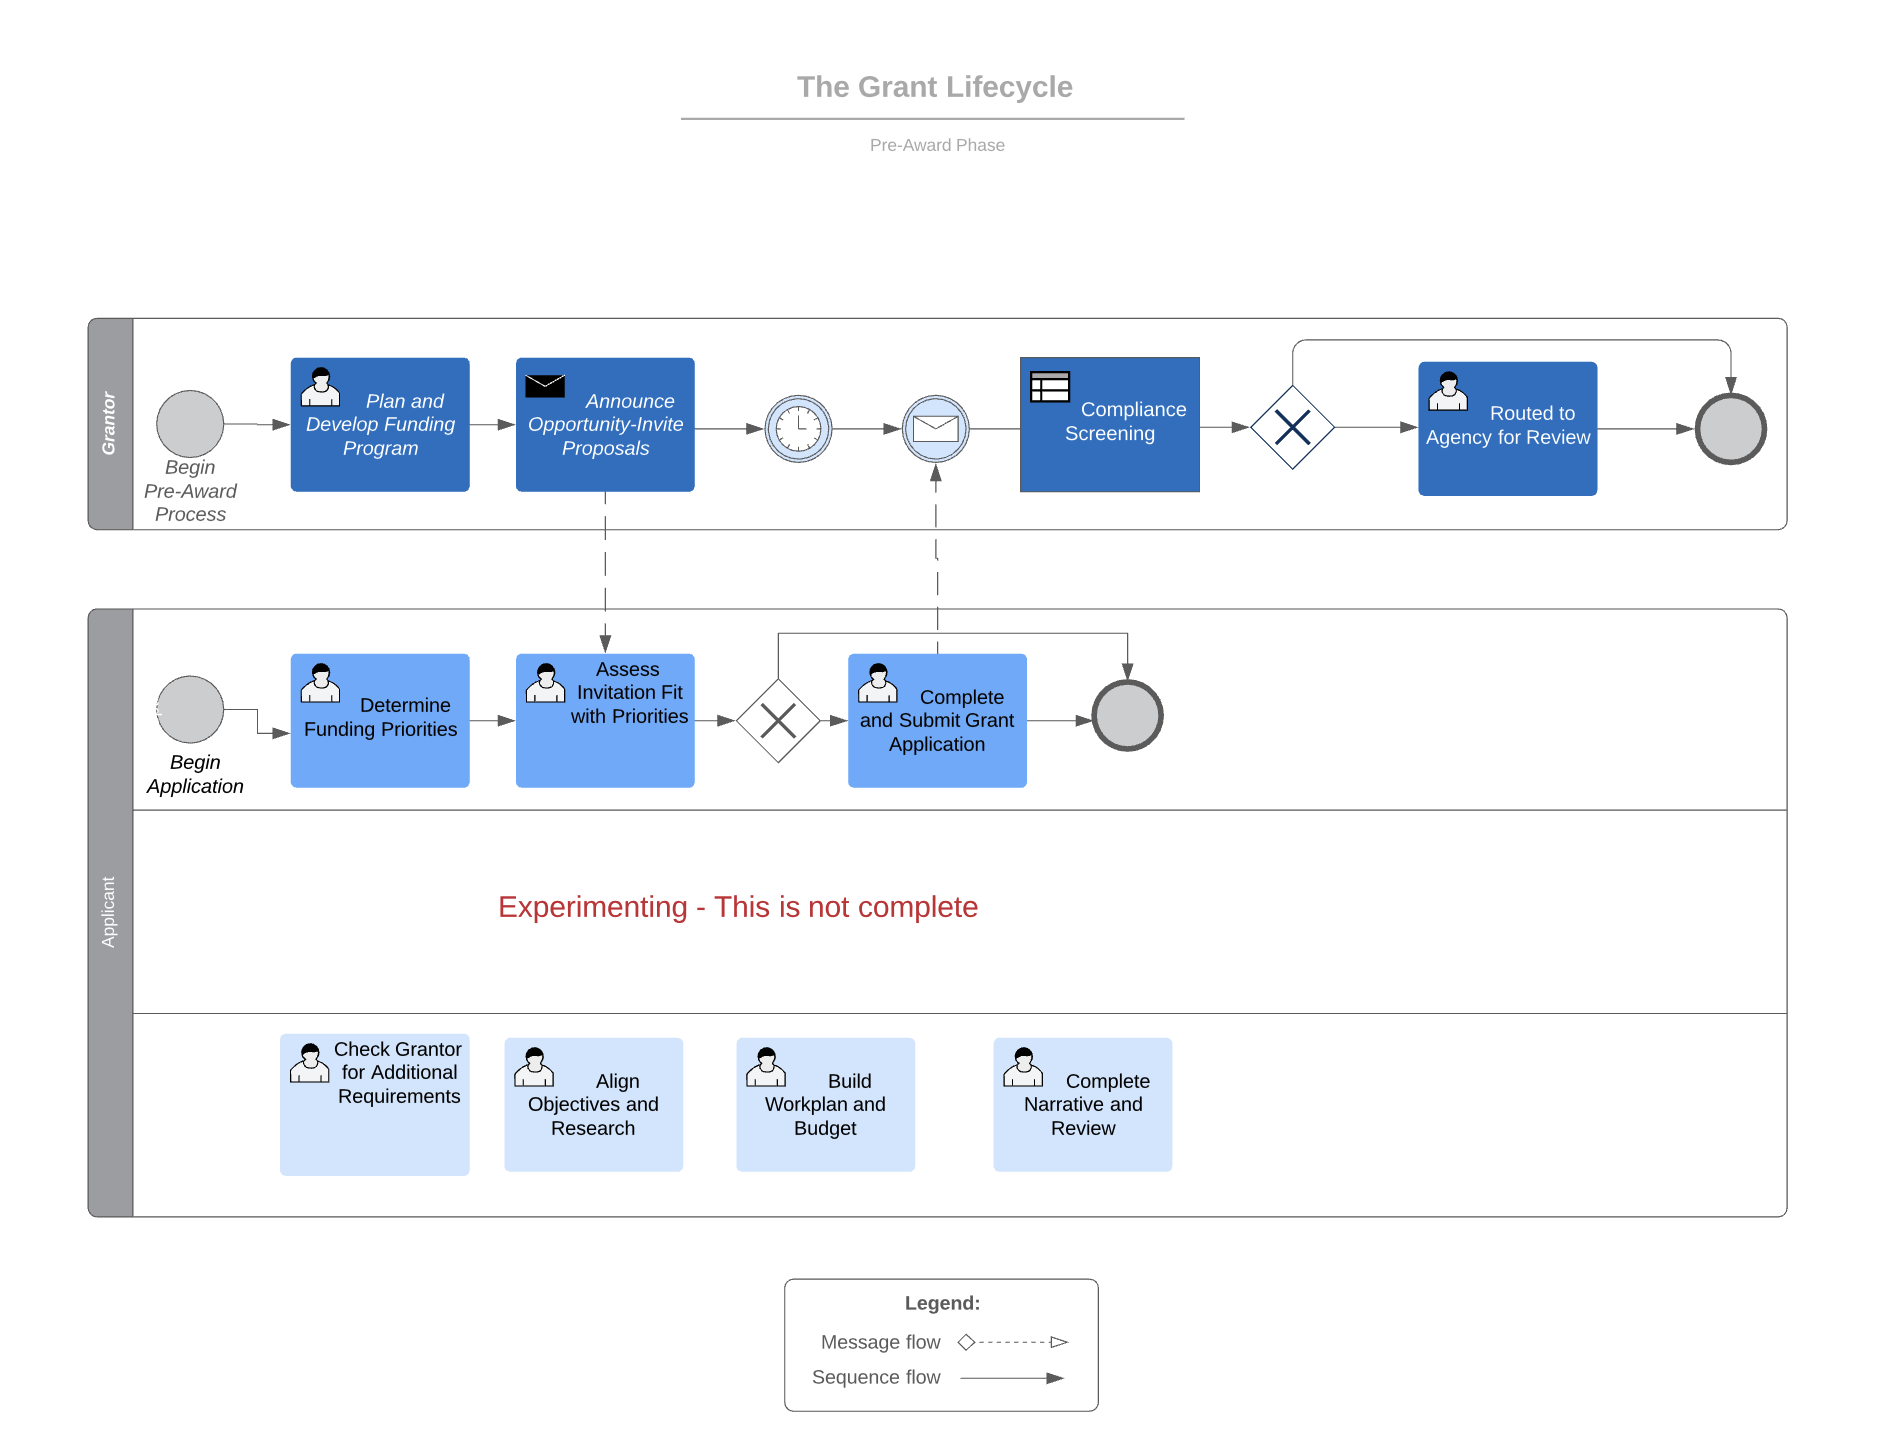 The Grant Lifecycle
Pre-Award Phase
Grantor
Begin
Pre-Award
Process
Plan and
Develop Funding
Program
Announce
Opportunity-Invite
Proposals
Compliance
Screening
Routed to
Agency for Review
Applicant
Begin
Application
Determine
Funding Priorities
Assess
Invitation Fit
with Priorities
Complete
and Submit Grant
Application
Experimenting - This is not complete
Check Grantor
for Additional
Requirements
Align
Objectives and
Research
Build
Workplan and
Budget
Complete
Narrative and
Review
Legend:
Message flow
Sequence flow